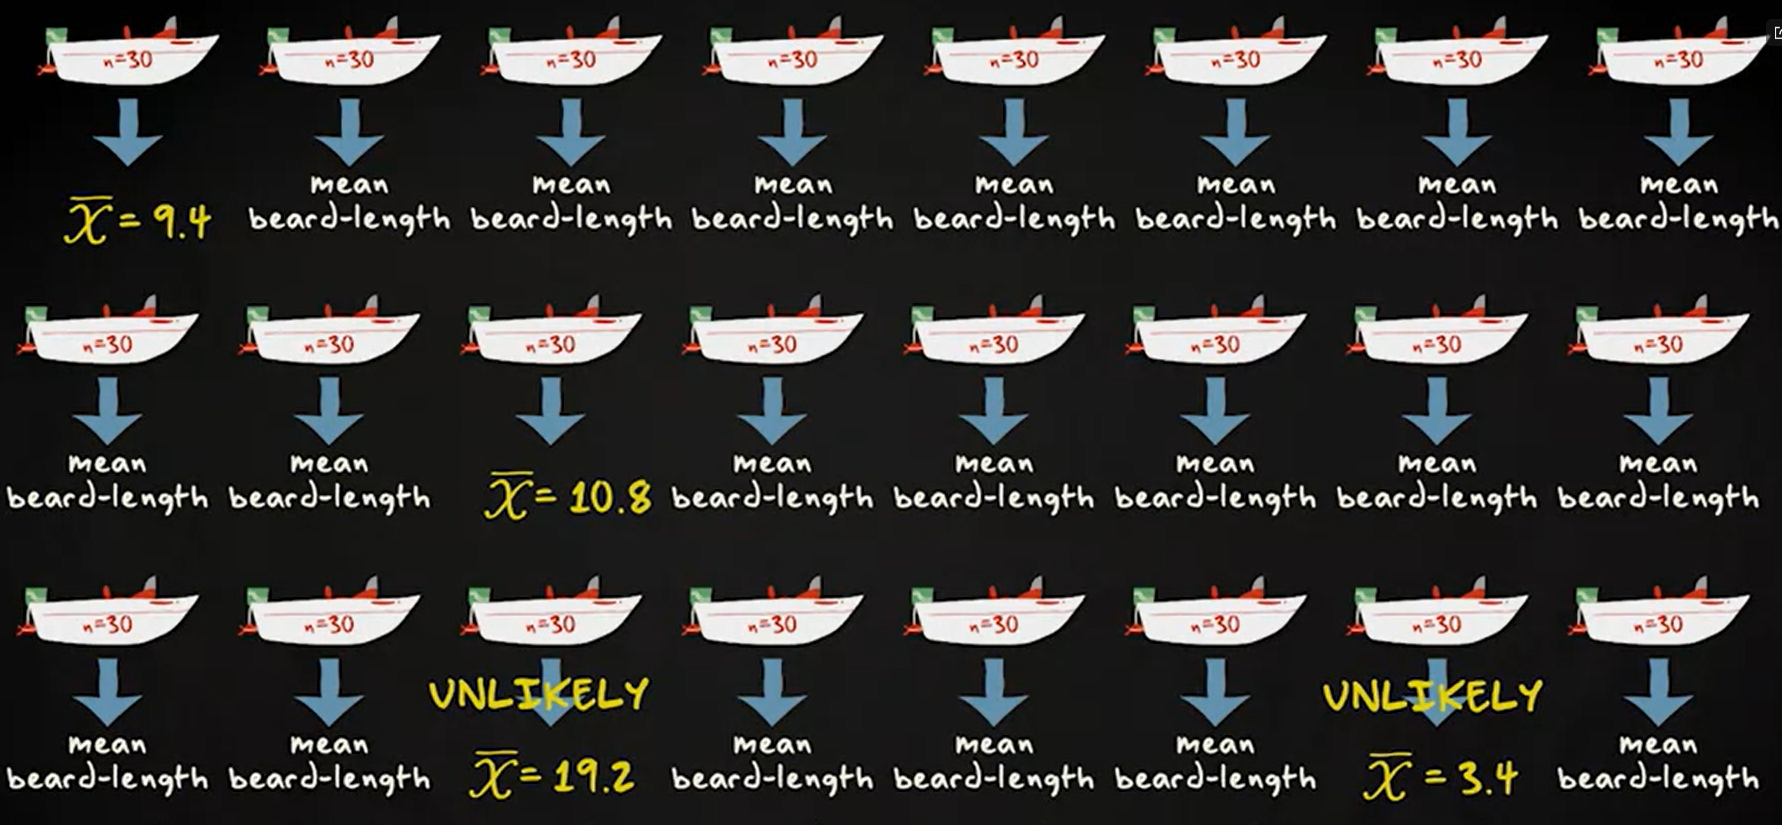 n=30 n=30 n=30 n=30 n=30 n=30 n=30 n=30
mean mean mean mean mean mean mean
x̄ = 9.4 beard-length beard-length beard-length beard-length beard-length beard-length beard-length
n=30 n=30 n=30 n=30 n=30 n=30 n=30 n=30
mean mean mean mean mean mean mean
beard-length beard-length x̄ = 10.8 beard-length beard-length beard-length beard-length beard-length
n=30 n=30 n=30 n=30 n=30 n=30 n=30 n=30
UNLIKELY UNLIKELY
mean mean mean mean mean mean
beard-length beard-length x̄ = 19.2 beard-length beard-length beard-length x̄ = 3.4 beard-length